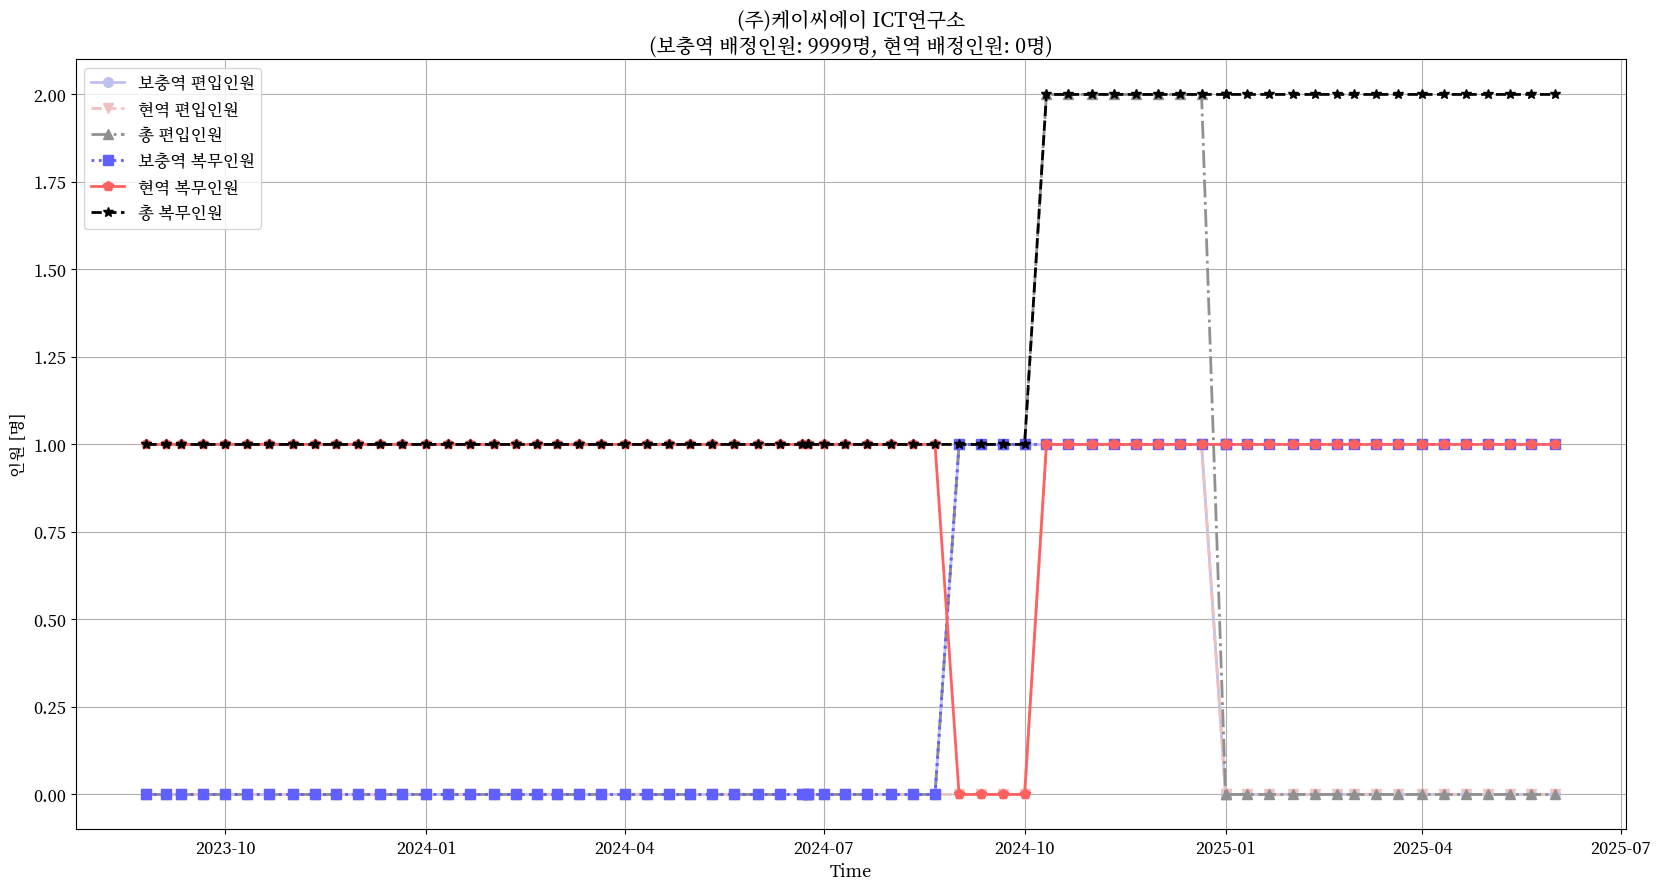 (주)케이씨에이 ICT연구소
(보충역 배정인원: 9999명, 현역 배정인원: 0명)
보충역 편입인원
현역 편입인원
총 편입인원
보충역 복무인원
현역 복무인원
총 복무인원
2.00
1.75
1.50
1.25
1.00
0.75
0.50
0.25
0.00
인원 [명]
2023-10
2024-01
2024-04
2024-07
2024-10
2025-01
2025-04
2025-07
Time